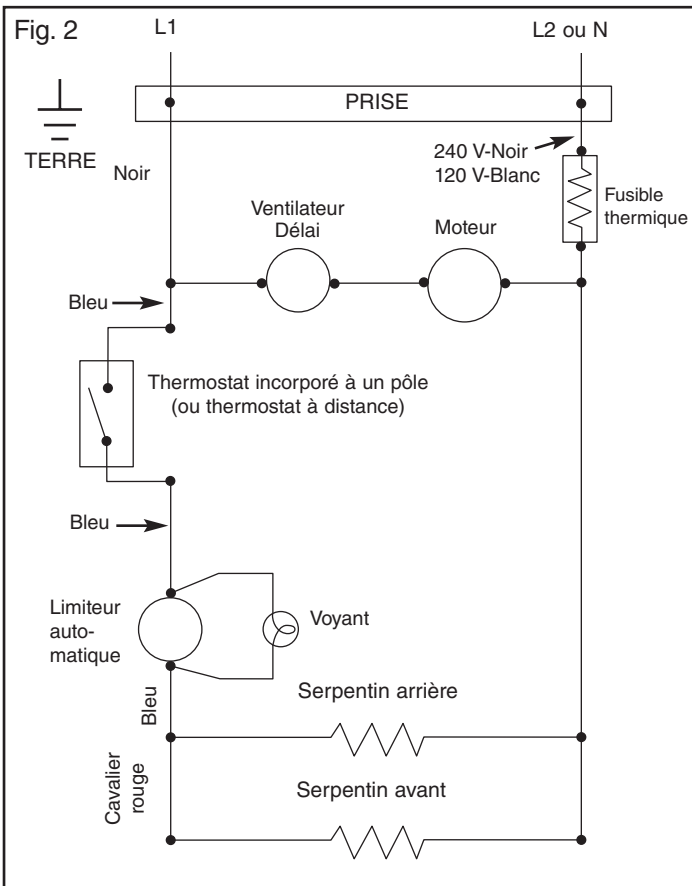 Fig. 2
L1
L2 ou N
PRISE
TERRE
Noir
240 V-Noir
120 V-Blanc
Fusible
thermique
Ventilateur
Délai
Moteur
Bleu
Thermostat incorporé à un pôle
(ou thermostat à distance)
Bleu
Limiteur
auto-
matique
Voyant
Bleu
Serpentin arrière
Cavalier
rouge
Serpentin avant